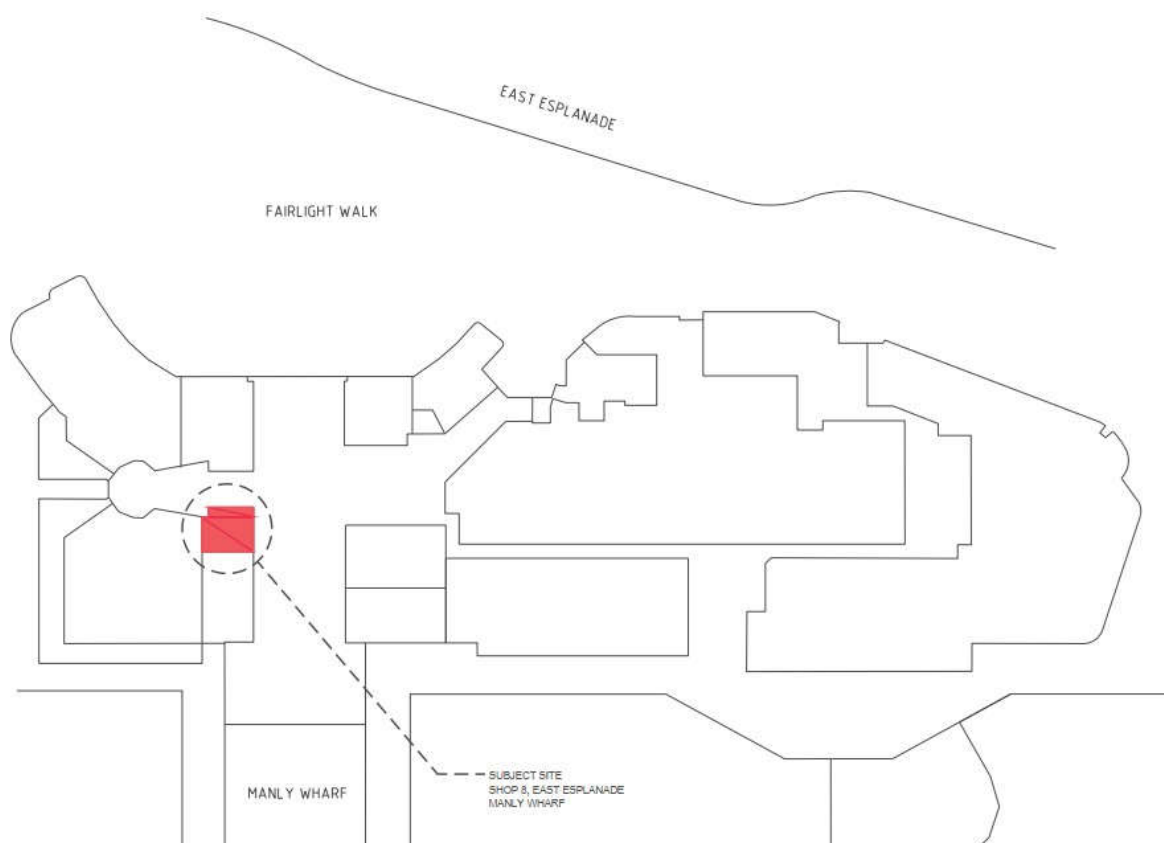 EAST ESPLANADE
FAIRLIGHT WALK
SUBJECT SITE
SHOP 8, EAST ESPLANADE
MANLY WHARF
MANLY WHARF